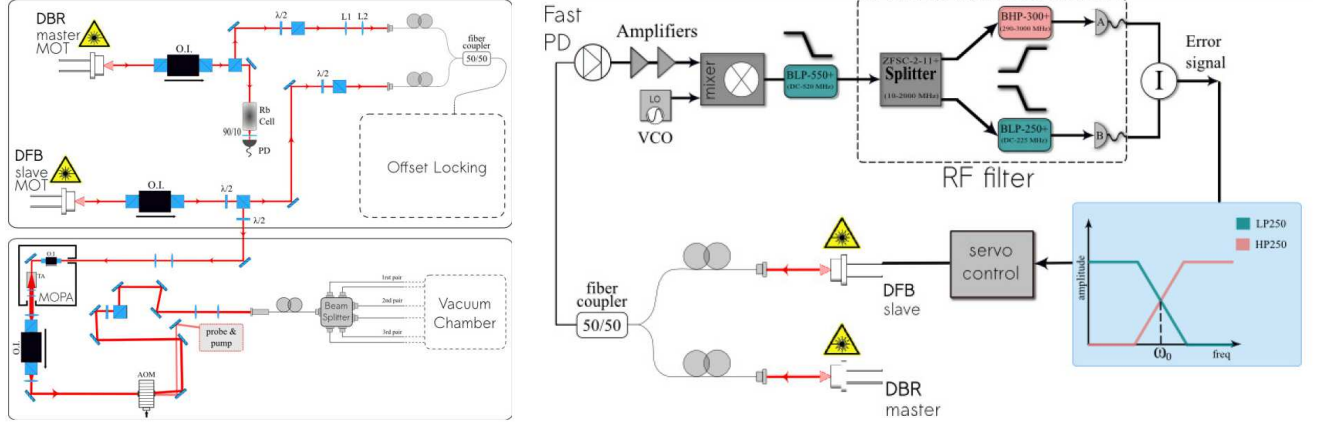 DBR
master
MOT
O.I.
λ/2
L1
L2
fiber
coupler
50/50
λ/2
Rb
Cell
90/10
PD
Offset Locking
DFB
slave
MOT
O.I.
λ/2
λ/2
O.I
TA
MOPA
O.I.
AOM
probe &
pump
1st pair
2nd pair
3rd pair
Beam
Splitter
Vacuum
Chamber
Fast
PD
Amplifiers
mixer
LO
VCO
BLP-550+
(DC-520 MHz)
ZFSC-2-11+
Splitter
(10-2000 MHz)
BHP-300+
(290-3000 MHz)
BLP-250+
(DC-225 MHz)
A
B
I
Error
signal
RF filter
fiber
coupler
50/50
DFB
slave
DBR
master
servo
control
LP250
HP250
amplitude
ω0
freq